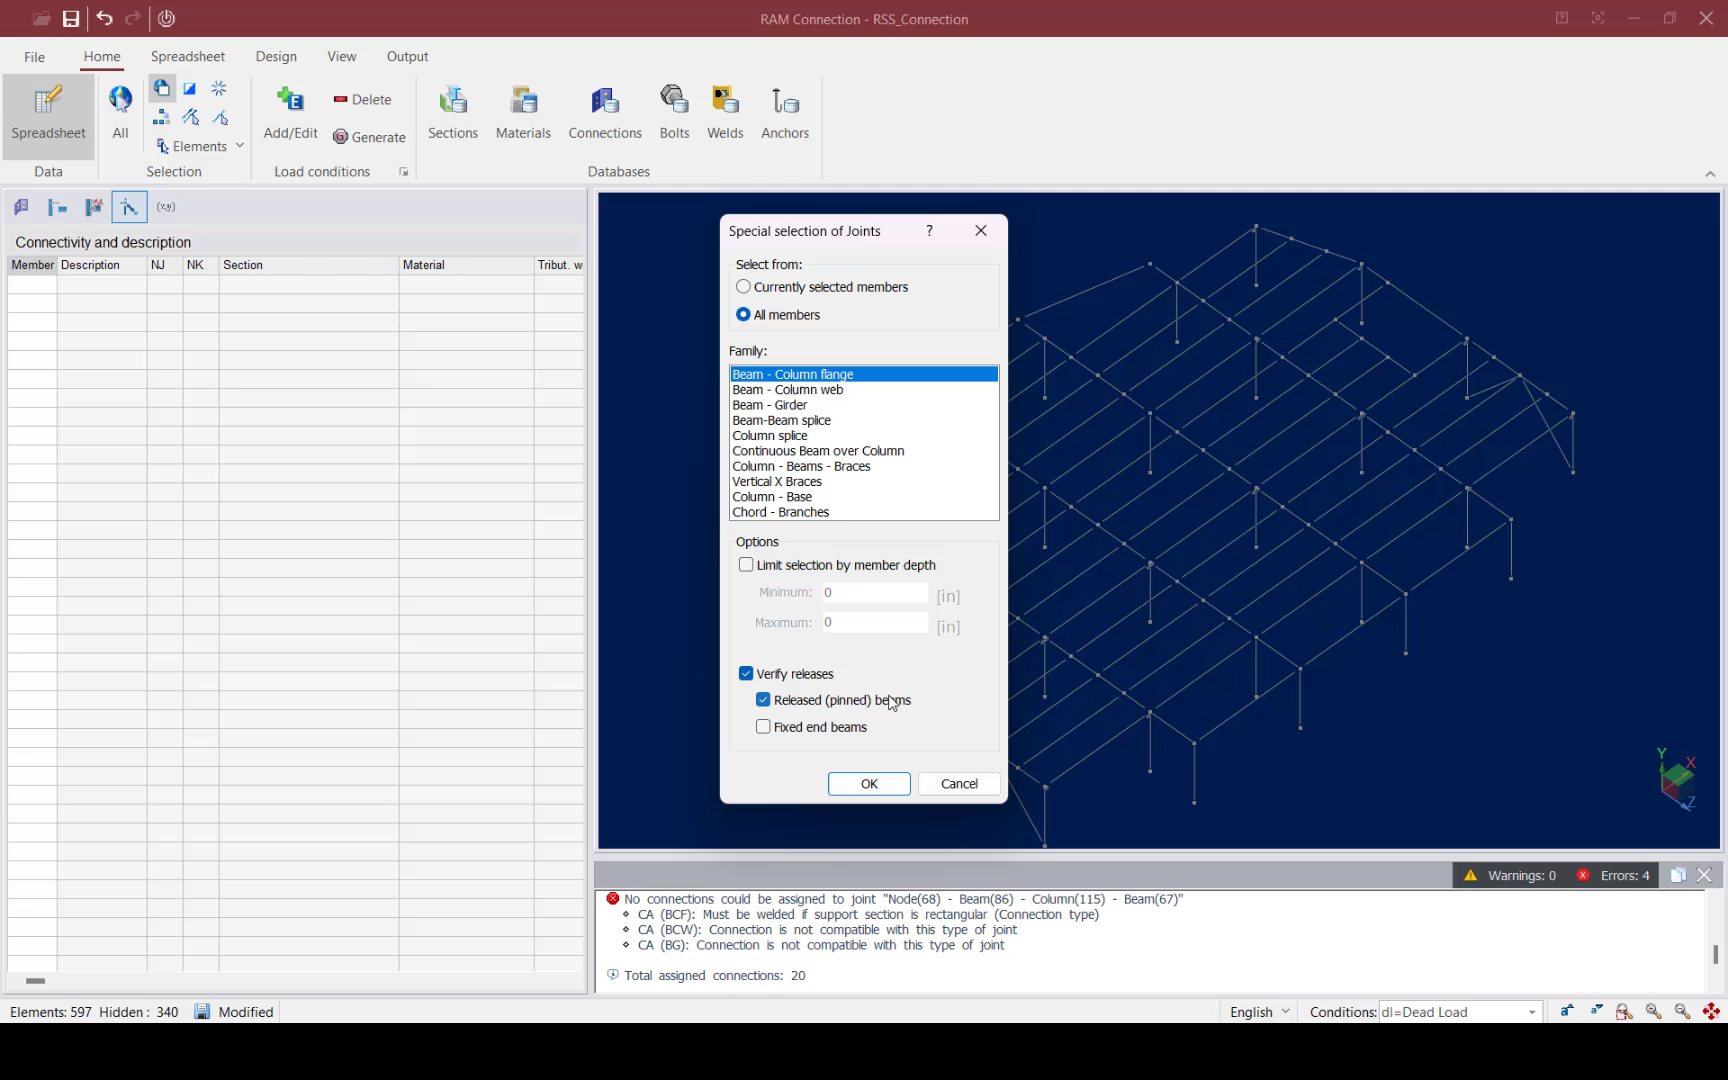 RAM Connection - RSS_Connection
File
Home
Spreadsheet
Design
View
Output
Spreadsheet
All
Elements
Add/Edit
Delete
Generate
Sections
Materials
Connections
Bolts
Welds
Anchors
Data
Selection
Load conditions
Databases
(x,y)
Connectivity and description
Member Description NJ NK Section Material Tribut. w
Special selection of Joints
?
Select from:
Currently selected members
All members
Family:
Beam - Column flange
Beam - Column web
Beam - Girder
Beam-Beam splice
Column splice
Continuous Beam over Column
Column - Beams - Braces
Vertical X Braces
Column - Base
Chord - Branches
Options
Limit selection by member depth
Minimum: 0 [in]
Maximum: 0 [in]
Verify releases
Released (pinned) beams
Fixed end beams
OK Cancel
Y
X
Z
Warnings: 0 Errors: 4
No connections could be assigned to joint "Node(68) - Beam(86) - Column(115) - Beam(67)"
CA (BCF): Must be welded if support section is rectangular (Connection type)
CA (BCW): Connection is not compatible with this type of joint
CA (BG): Connection is not compatible with this type of joint
Total assigned connections: 20
Elements: 597 Hidden : 340 Modified
English Conditions: dl=Dead Load